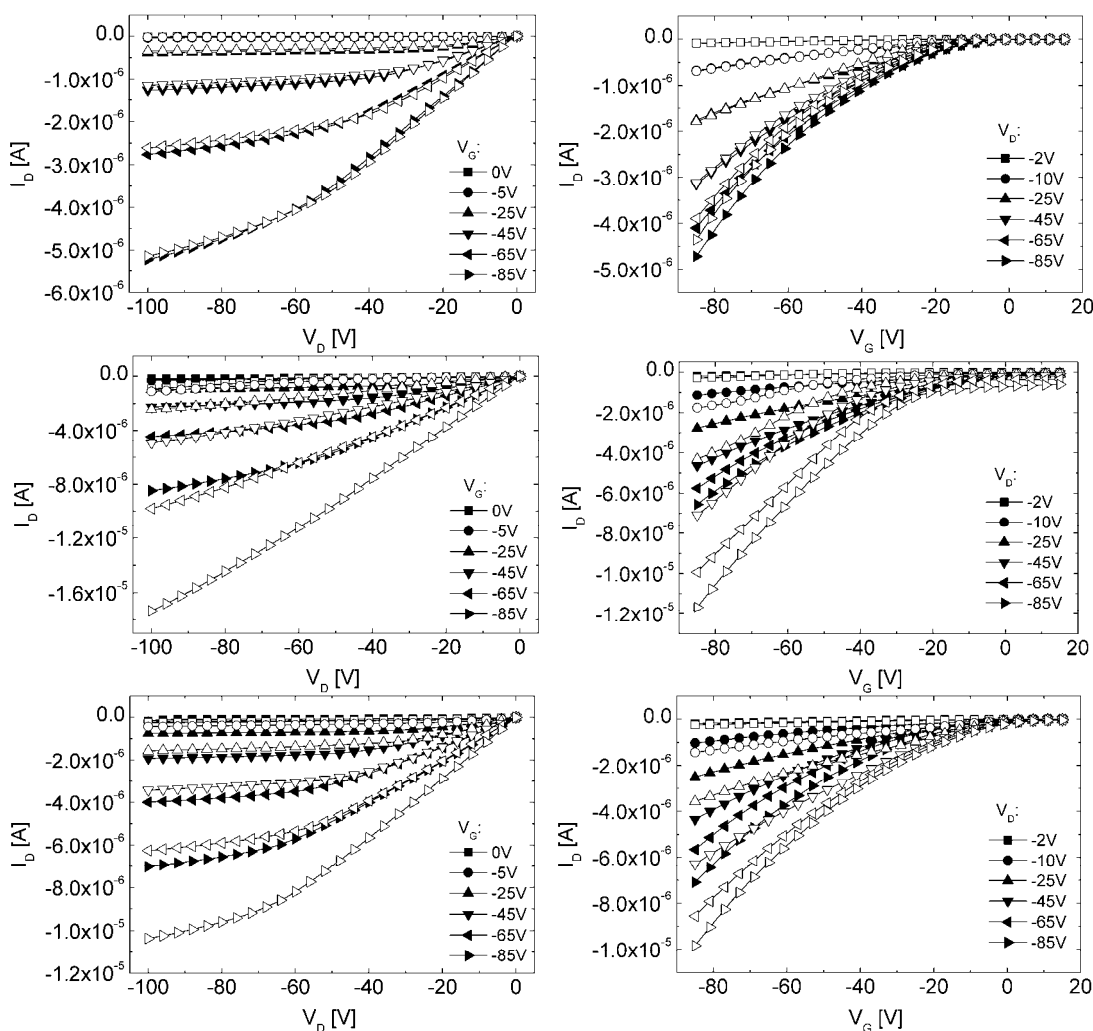 0.0
-1.0x10⁻⁶
-2.0x10⁻⁶
-3.0x10⁻⁶
-4.0x10⁻⁶
-5.0x10⁻⁶
-6.0x10⁻⁶
I_D [A]
V_G:
0V
-5V
-25V
-45V
-65V
-85V
-100 -80 -60 -40 -20 0
V_D [V]
0.0
-1.0x10⁻⁶
-2.0x10⁻⁶
-3.0x10⁻⁶
-4.0x10⁻⁶
-5.0x10⁻⁶
I_D [A]
V_D:
-2V
-10V
-25V
-45V
-65V
-85V
-80 -60 -40 -20 0 20
V_G [V]
0.0
-4.0x10⁻⁶
-8.0x10⁻⁶
-1.2x10⁻⁵
-1.6x10⁻⁵
I_D [A]
V_G:
0V
-5V
-25V
-45V
-65V
-85V
-100 -80 -60 -40 -20 0
V_D [V]
0.0
-2.0x10⁻⁶
-4.0x10⁻⁶
-6.0x10⁻⁶
-8.0x10⁻⁶
-1.0x10⁻⁵
-1.2x10⁻⁵
I_D [A]
V_D:
-2V
-10V
-25V
-45V
-65V
-85V
-80 -60 -40 -20 0 20
V_G [V]
0.0
-2.0x10⁻⁶
-4.0x10⁻⁶
-6.0x10⁻⁶
-8.0x10⁻⁶
-1.0x10⁻⁵
-1.2x10⁻⁵
I_D [A]
V_G:
0V
-5V
-25V
-45V
-65V
-85V
-100 -80 -60 -40 -20 0
V_D [V]
0.0
-2.0x10⁻⁶
-4.0x10⁻⁶
-6.0x10⁻⁶
-8.0x10⁻⁶
-1.0x10⁻⁵
I_D [A]
V_D:
-2V
-10V
-25V
-45V
-65V
-85V
-80 -60 -40 -20 0 20
V_G [V]